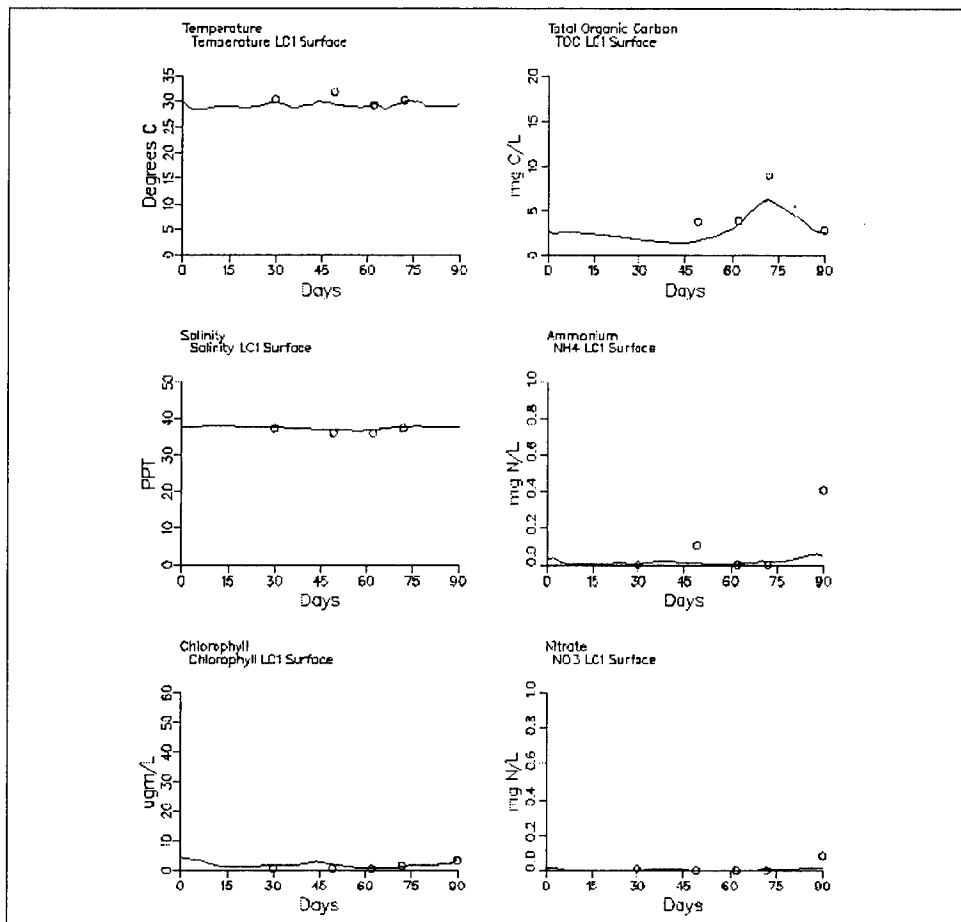 Temperature
Temperature LC1 Surface
35
30
25
20
15
10
5
0
Degrees C
0 15 30 45 60 75 90
Days
Total Organic Carbon
TOC LC1 Surface
20
15
10
5
0
mg C/L
0 15 30 45 60 75 90
Days
Salinity
Salinity LC1 Surface
50
40
30
20
10
0
PPT
0 15 30 45 60 75 90
Days
Ammonium
NH4 LC1 Surface
1.0
0.8
0.6
0.4
0.2
0.0
mg N/L
0 15 30 45 60 75 90
Days
Chlorophyll
Chlorophyll LC1 Surface
60
50
40
30
20
10
0
ugm/L
0 15 30 45 60 75 90
Days
Nitrate
NO3 LC1 Surface
1.0
0.8
0.6
0.4
0.2
0.0
mg N/L
0 15 30 45 60 75 90
Days